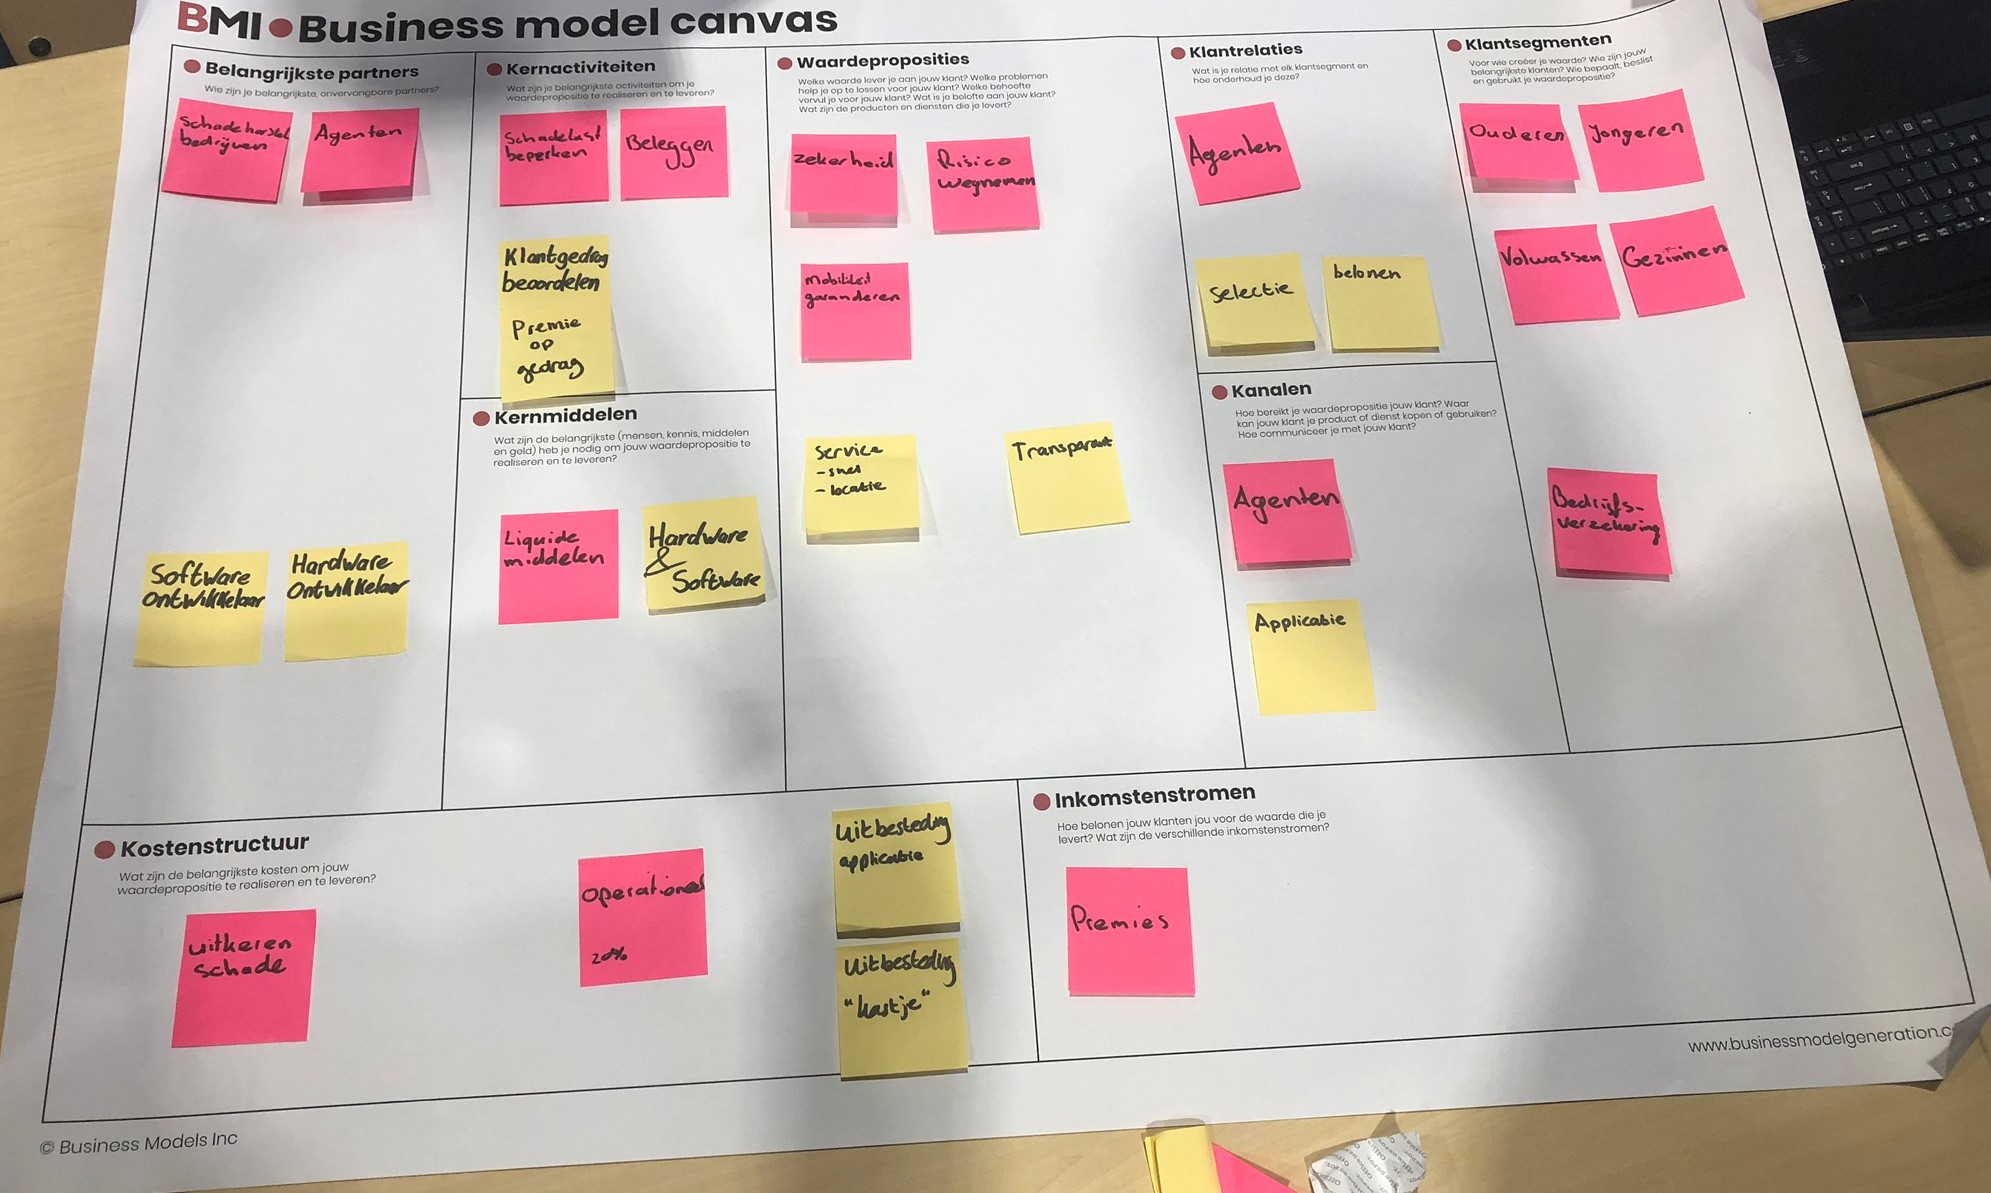 BMI Business model canvas
Belangrijkste partners
Wie zijn je belangrijkste, onvervangbare partners?
Schadeherstel
bedrijven
Agenten
Software
ontwikkelaar
Hardware
Ontwikkelaar
Kernactiviteiten
Wat zijn je belangrijkste activiteiten om je
waardepropositie te realiseren en te leveren?
Schadelast
beperken
Beleggen
Klantgedrag
beoordelen
Premie
op
gedrag
Kernmiddelen
Wat zijn de belangrijkste (mensen, kennis, middelen
en geld) heb je nodig om jouw waardepropositie te
realiseren en te leveren?
Liquide
middelen
Hardware
&
Software
Waardeproposities
Welke waarde lever je aan jouw klant? Welke problemen
help je op te lossen voor jouw klant? Welke behoefte
vervul je voor jouw klant? Wat is je belofte aan jouw klant?
Wat zijn de producten en diensten die je levert?
zekerheid
Risico
wegnemen
Mobiliteit
garanderen
Service
- snel
- locatie
Transparant
Klantrelaties
Wat is je relatie met elk klantsegment en
hoe onderhoud je deze?
Agenten
Selectie
belonen
Kanalen
Hoe bereikt je waardepropositie jouw klant? Waar
kan jouw klant je product of dienst kopen of gebruiken?
Hoe communiceer je met jouw klant?
Agenten
Applicatie
Klantsegmenten
Voor wie creëer je waarde? Wie zijn jouw
belangrijkste klanten? Wie bepaalt, beslist
en gebruikt je waardepropositie?
Ouderen
Jongeren
Volwassen
Gezinnen
Bedrijfs-
verzekering
Kostenstructuur
Wat zijn de belangrijkste kosten om jouw
waardepropositie te realiseren en te leveren?
uitkeren
schade
operationeel
20%
Uitbesteding
applicatie
Uitbesteding
"kastje"
Inkomstenstromen
Hoe belonen jouw klanten jou voor de waarde die je
levert? Wat zijn de verschillende inkomstenstromen?
Premies
www.businessmodelgeneration.c
© Business Models Inc